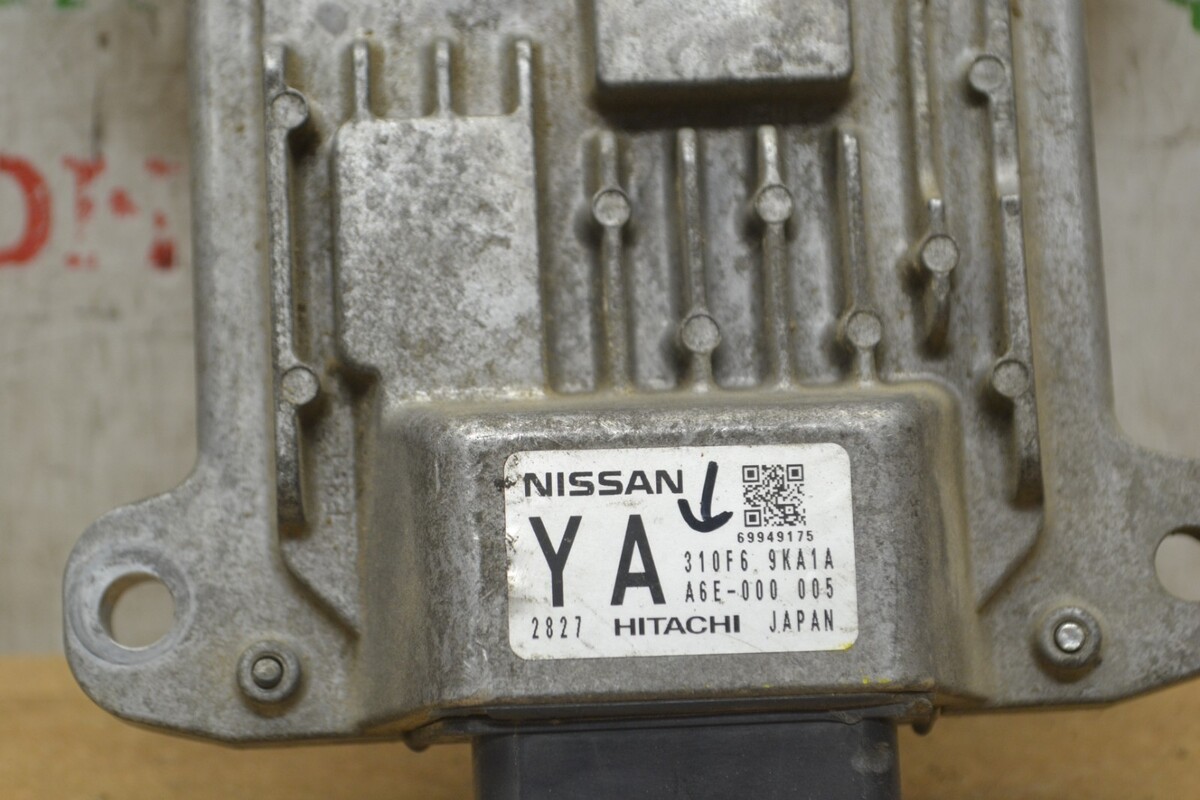 NISSAN
69949175
YA
310F6 9KA1A
A6E-000 005
2827 HITACHI JAPAN